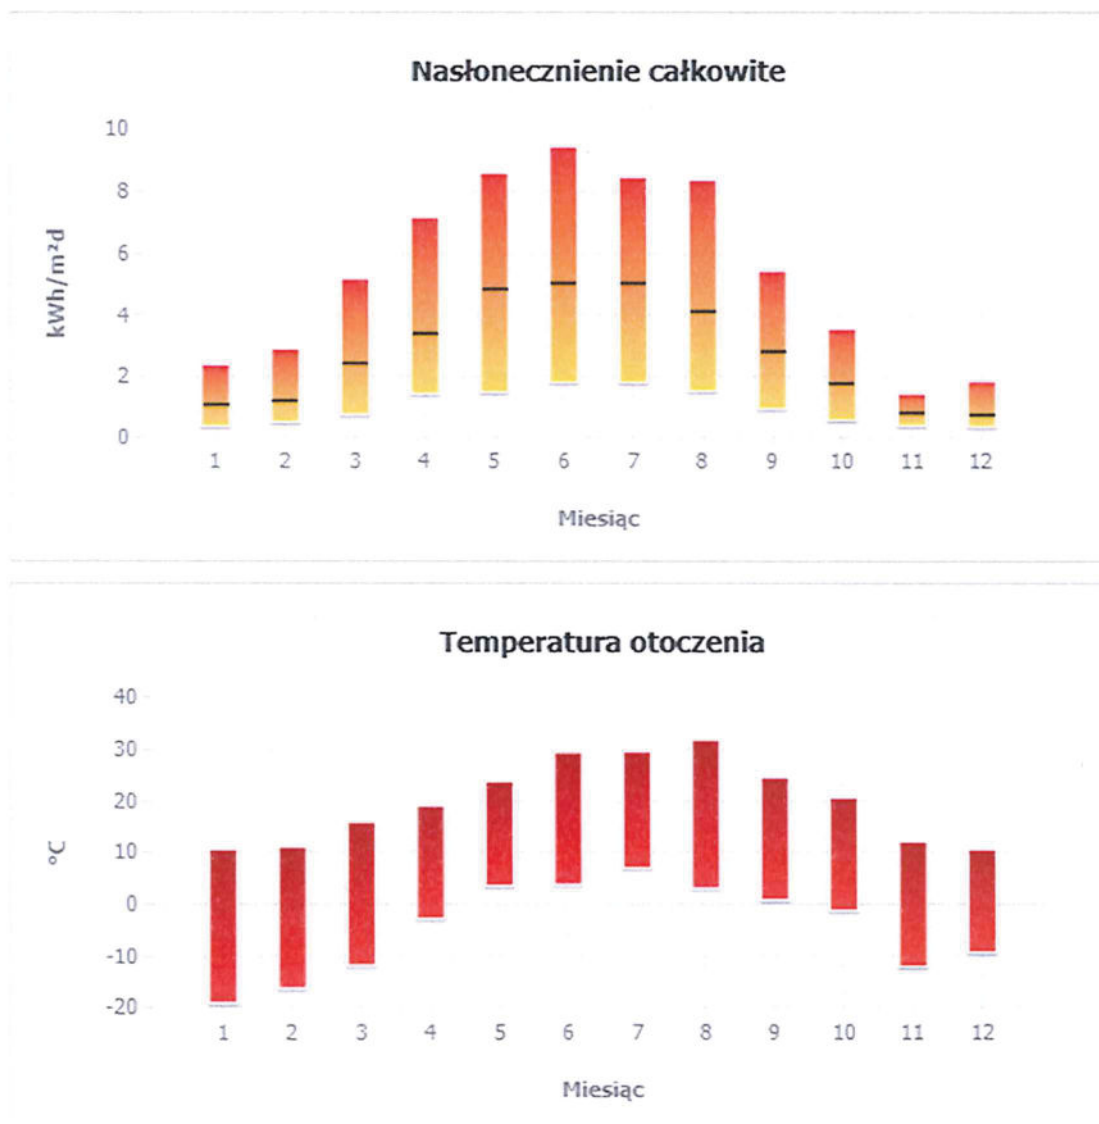 Nasłonecznienie całkowite
10
8
6
4
2
0
kWh/m²d
1 2 3 4 5 6 7 8 9 10 11 12
Miesiąc
Temperatura otoczenia
40
30
20
10
0
-10
-20
°C
1 2 3 4 5 6 7 8 9 10 11 12
Miesiąc